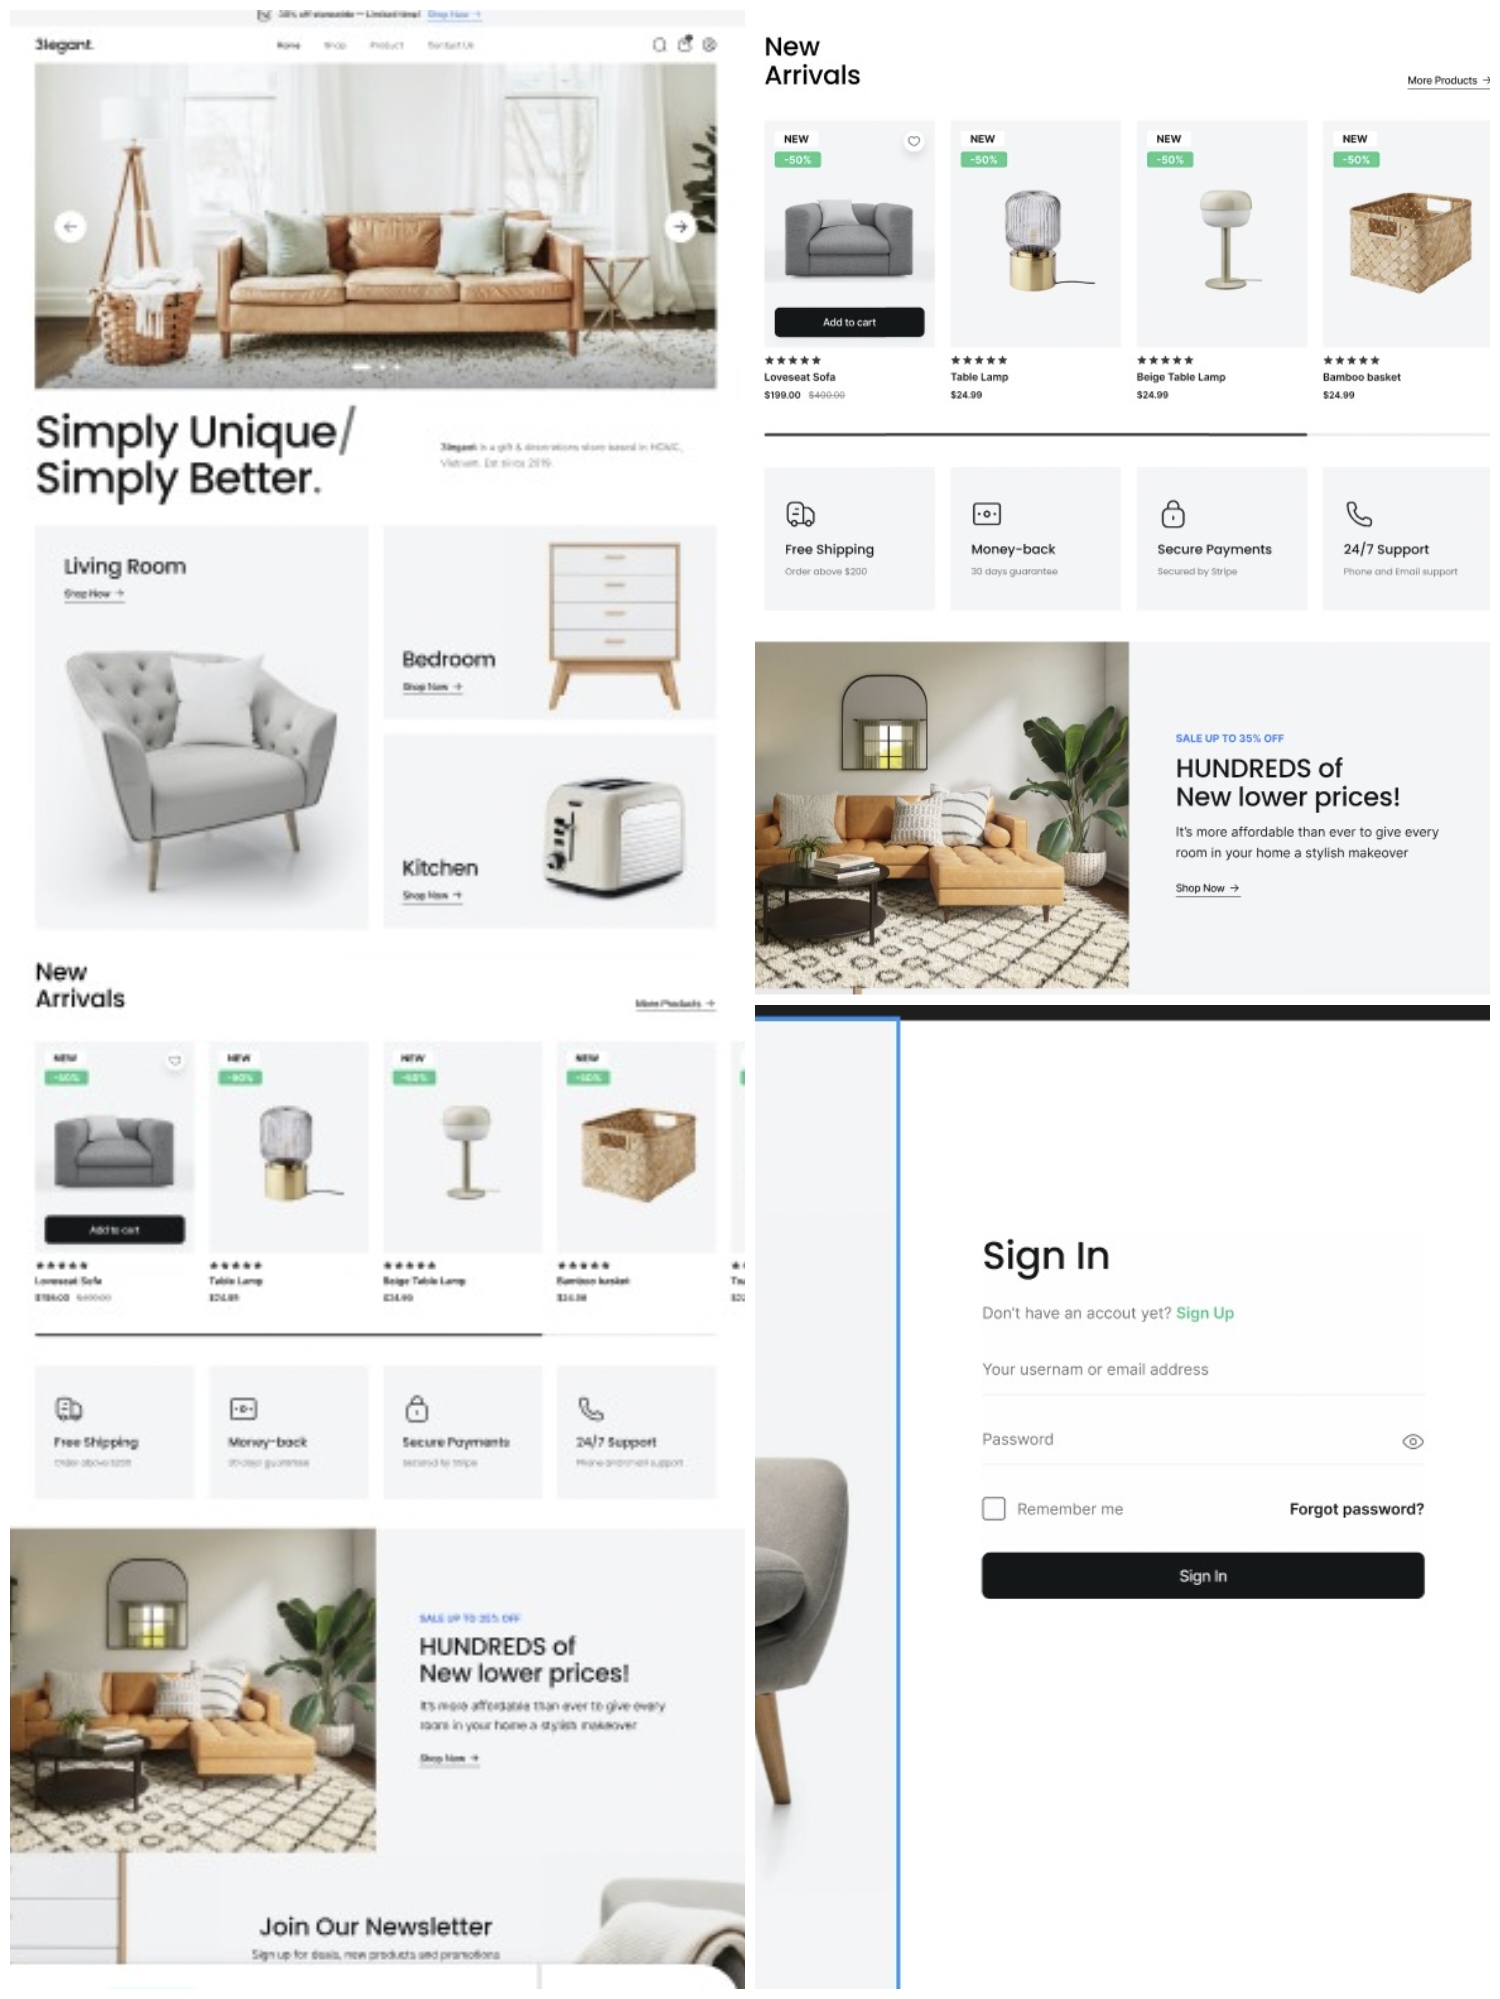 30% off storewide — Limited time! Shop Now →
3legant.
Home Shop Product Contact Us
Simply Unique/
Simply Better.
3legant is a gift & decorations store based in HCMC,
Vietnam. Est since 2019.
Living Room
Shop Now →
Bedroom
Shop Now →
Kitchen
Shop Now →
New
Arrivals
More Products →
NEW
-50%
NEW
-50%
NEW
-50%
NEW
-50%
Add to cart
Loveseat Sofa
$199.00 $400.00
Table Lamp
$24.99
Beige Table Lamp
$24.99
Bamboo basket
$24.99
Free Shipping
Order above $200
Money-back
30 days guarantee
Secure Payments
Secured by Stripe
24/7 Support
Phone and Email support
SALE UP TO 35% OFF
HUNDREDS of
New lower prices!
It's more affordable than ever to give every
room in your home a stylish makeover
Shop Now →
Join Our Newsletter
Sign up for deals, new products and promotions
New
Arrivals
More Products →
NEW
-50%
NEW
-50%
NEW
-50%
NEW
-50%
Add to cart
Loveseat Sofa
$199.00 $400.00
Table Lamp
$24.99
Beige Table Lamp
$24.99
Bamboo basket
$24.99
Free Shipping
Order above $200
Money-back
30 days guarantee
Secure Payments
Secured by Stripe
24/7 Support
Phone and Email support
SALE UP TO 35% OFF
HUNDREDS of
New lower prices!
It's more affordable than ever to give every
room in your home a stylish makeover
Shop Now →
Sign In
Don't have an accout yet? Sign Up
Your usernam or email address
Password
Remember me
Forgot password?
Sign In